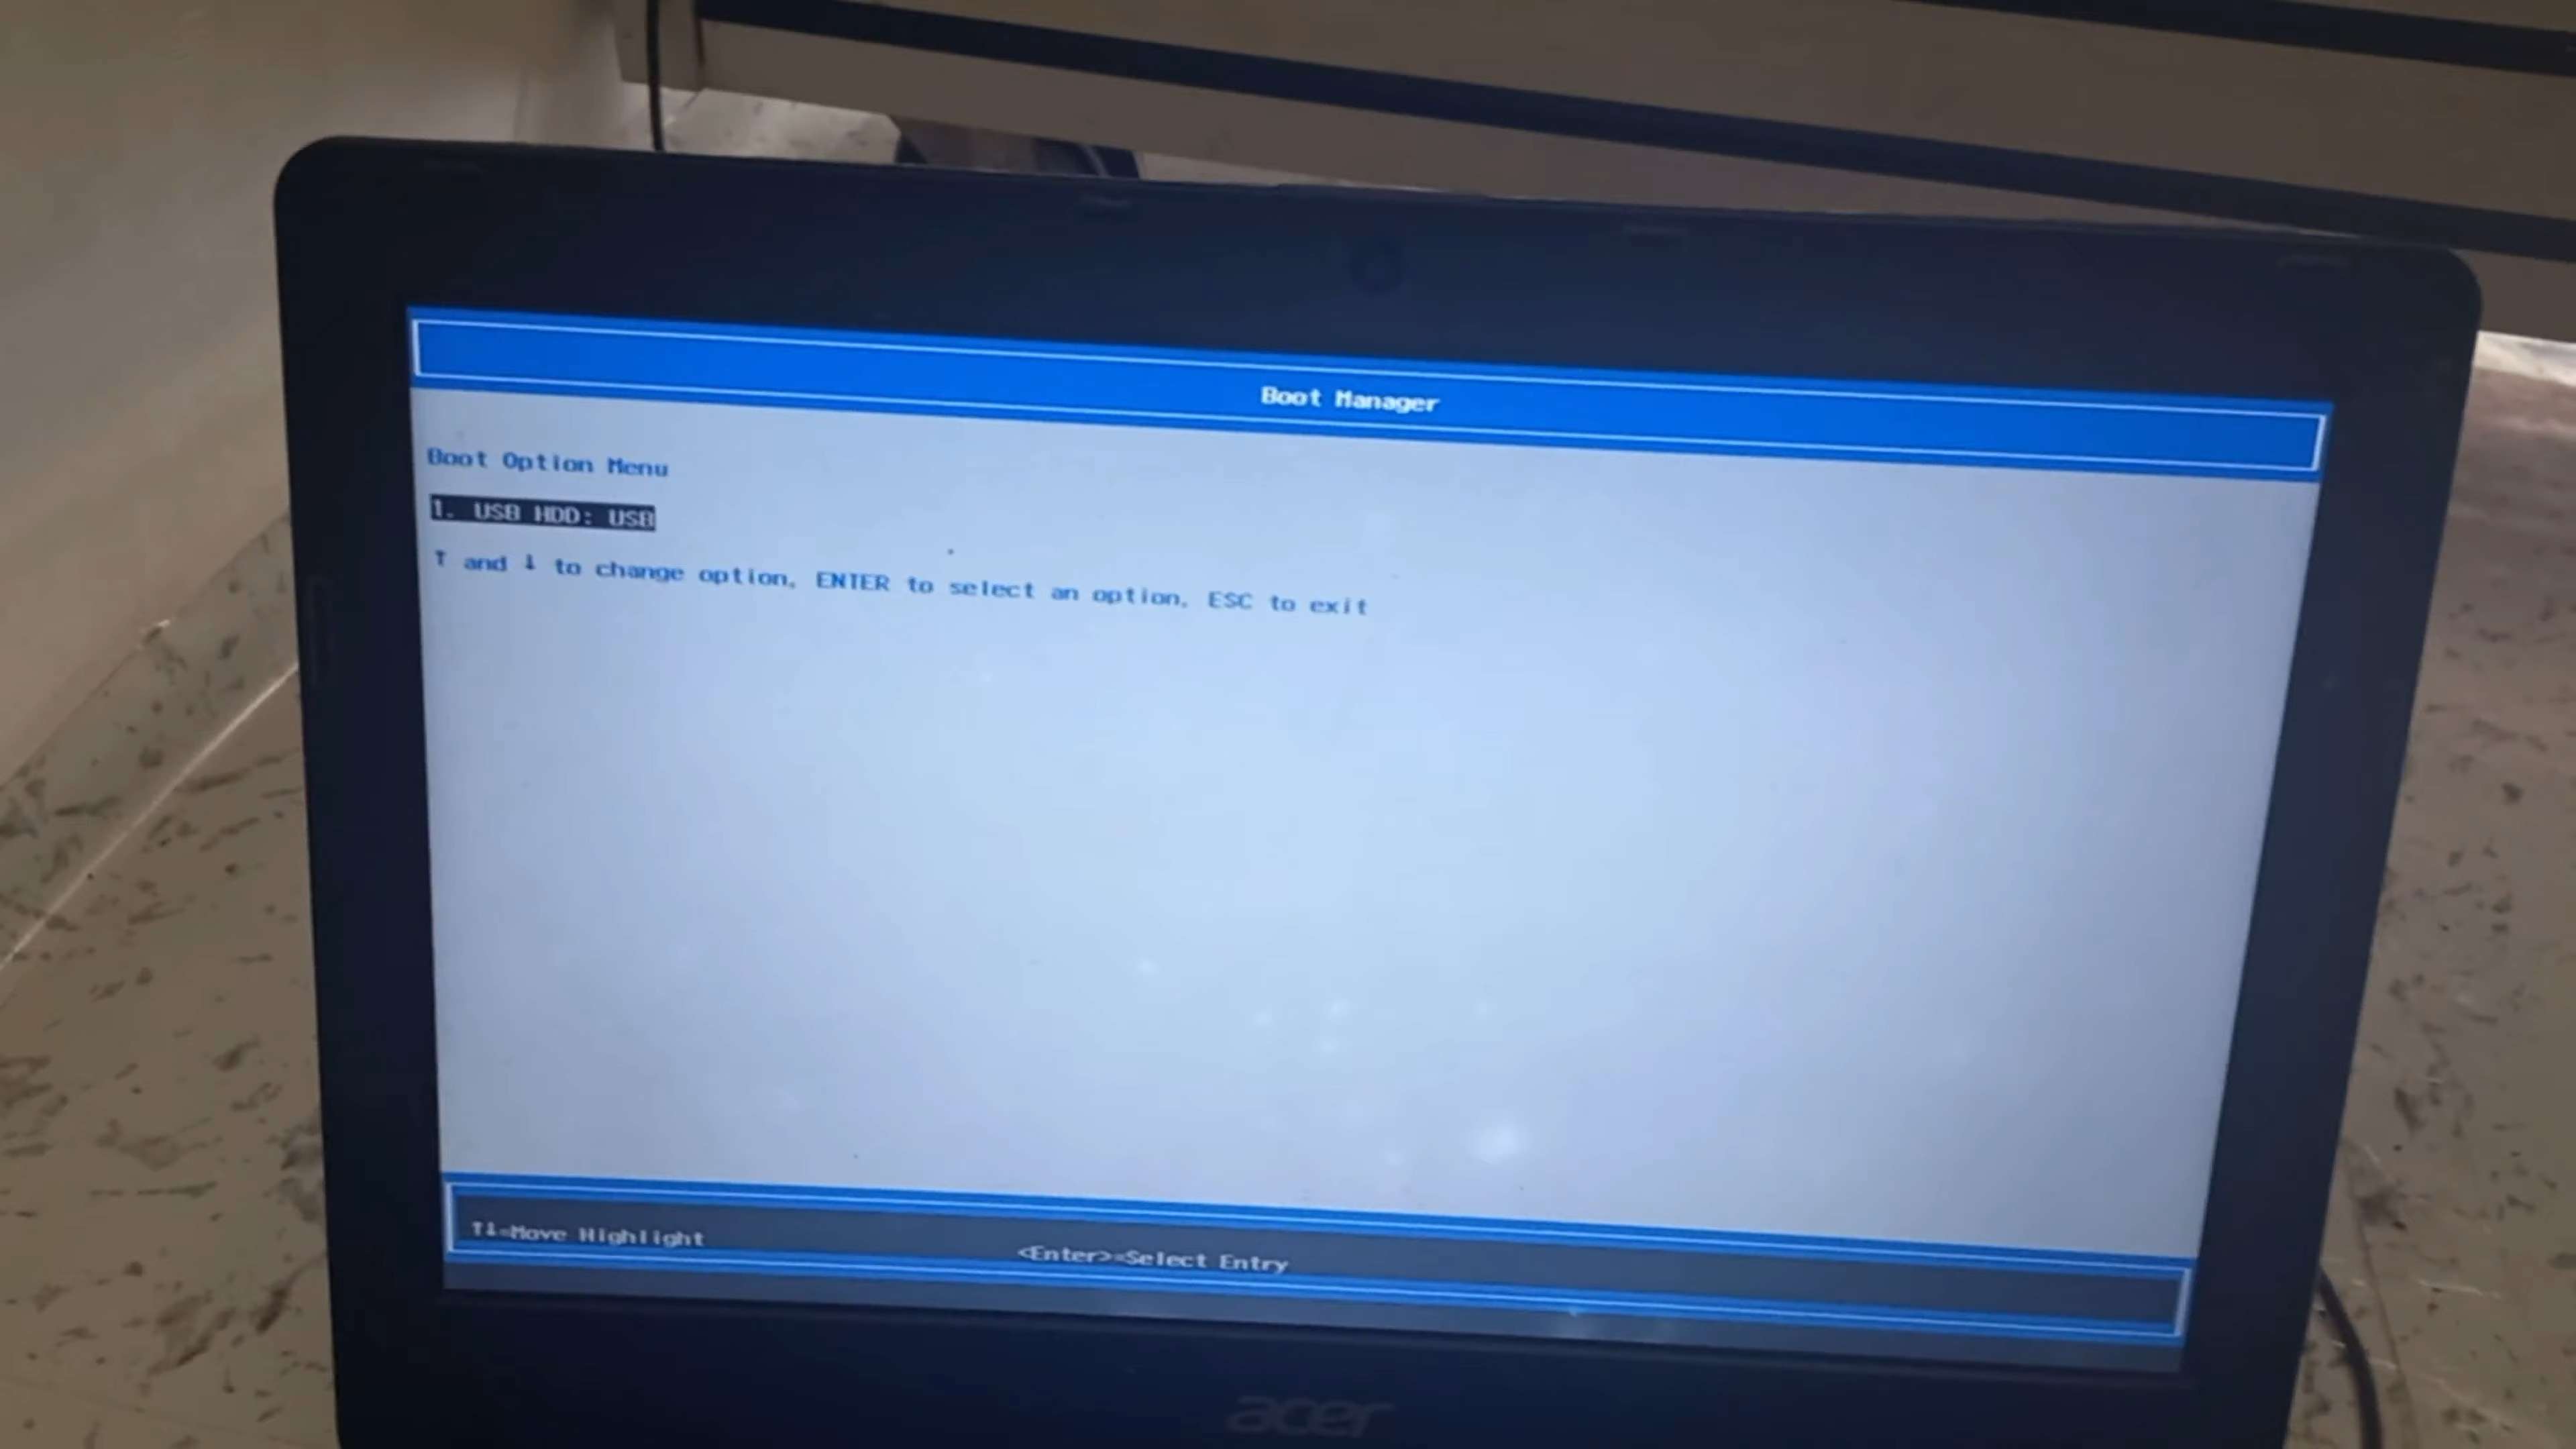 Boot Manager
Boot Option Menu
1. USB HDD: USB
↑ and ↓ to change option, ENTER to select an option, ESC to exit
↑↓=Move Highlight
<Enter>=Select Entry
acer